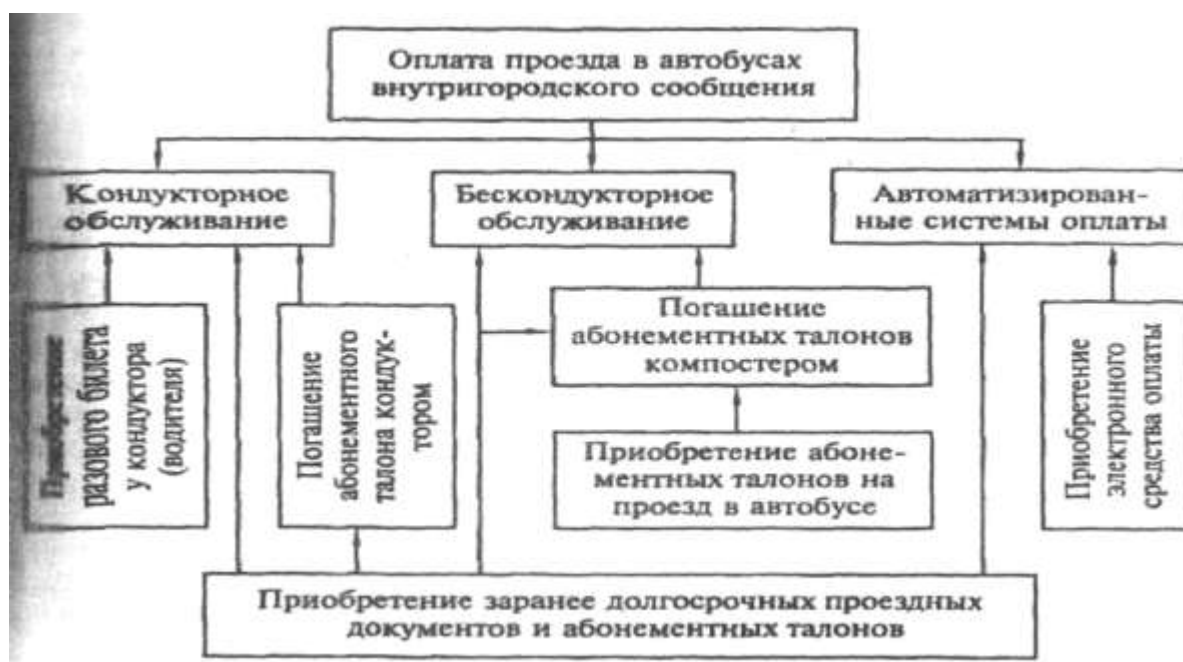 Оплата проезда в автобусах
внутригородского сообщения
Кондукторное
обслуживание
Бескондукторное
обслуживание
Автоматизирован-
ные системы оплаты
Приобретение
разового билета
у кондуктора
(водителя)
Погашение
абонементного
талона кондук-
тором
Погашение
абонементных талонов
компостером
Приобретение абоне-
ментных талонов на
проезд в автобусе
Приобретение
электронного
средства оплаты
Приобретение заранее долгосрочных проездных
документов и абонементных талонов